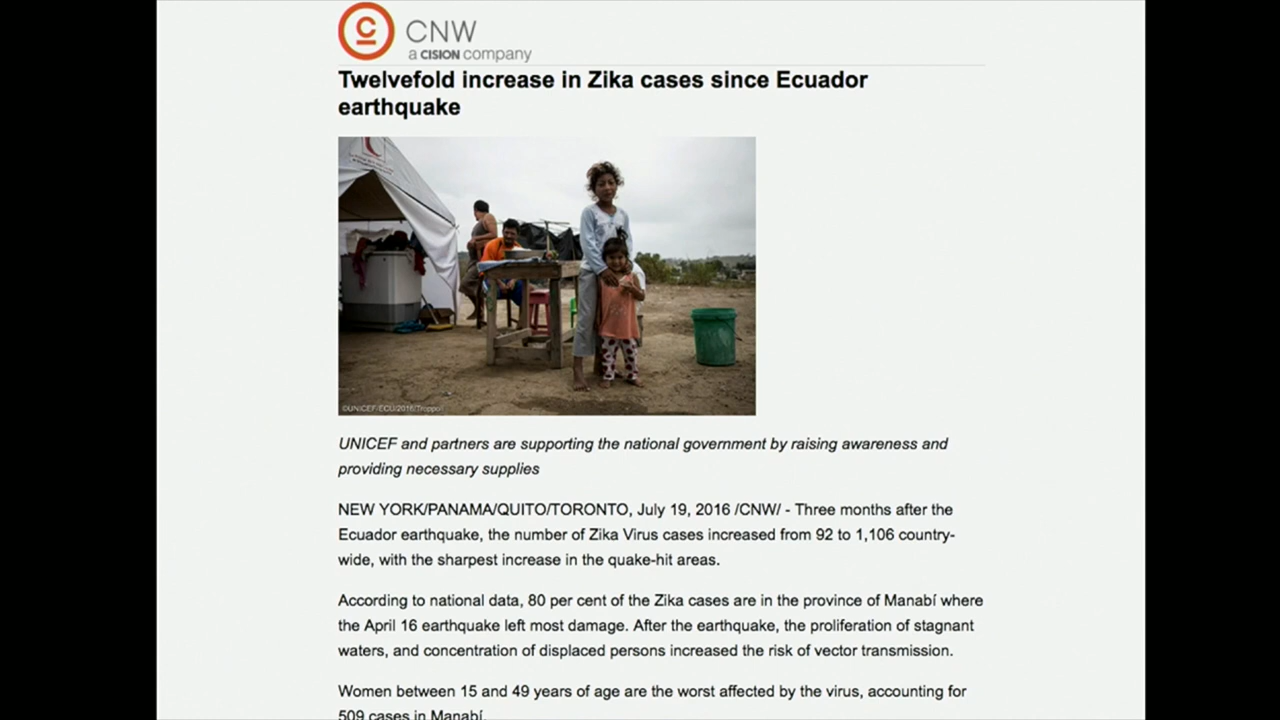 CNW
a CISION company
Twelvefold increase in Zika cases since Ecuador
earthquake
©UNICEF/ECU/2016/Troppoli
UNICEF and partners are supporting the national government by raising awareness and
providing necessary supplies
NEW YORK/PANAMA/QUITO/TORONTO, July 19, 2016 /CNW/ - Three months after the
Ecuador earthquake, the number of Zika Virus cases increased from 92 to 1,106 country-
wide, with the sharpest increase in the quake-hit areas.
According to national data, 80 per cent of the Zika cases are in the province of Manabí where
the April 16 earthquake left most damage. After the earthquake, the proliferation of stagnant
waters, and concentration of displaced persons increased the risk of vector transmission.
Women between 15 and 49 years of age are the worst affected by the virus, accounting for
509 cases in Manabí.